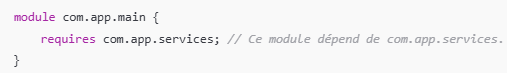 module com.app.main {
    requires com.app.services; // Ce module dépend de com.app.services.
}